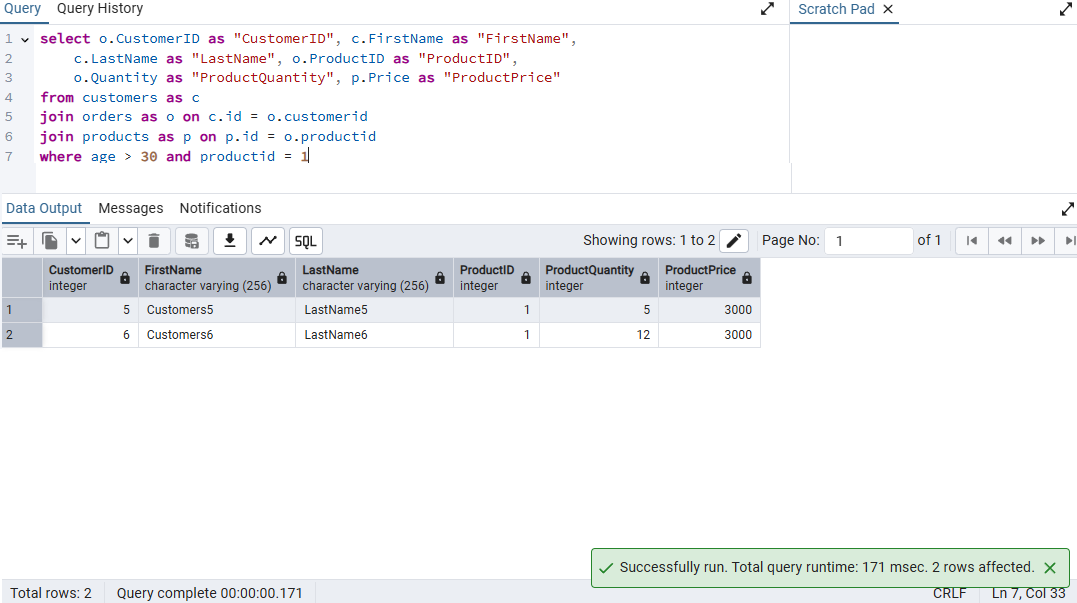 Query Query History
Scratch Pad
1 select o.CustomerID as "CustomerID", c.FirstName as "FirstName",
2 c.LastName as "LastName", o.ProductID as "ProductID",
3 o.Quantity as "ProductQuantity", p.Price as "ProductPrice"
4 from customers as c
5 join orders as o on c.id = o.customerid
6 join products as p on p.id = o.productid
7 where age > 30 and productid = 1
Data Output Messages Notifications
SQL Showing rows: 1 to 2 Page No: 1 of 1
CustomerID FirstName LastName ProductID ProductQuantity ProductPrice
integer character varying (256) character varying (256) integer integer integer
1 5 Customers5 LastName5 1 5 3000
2 6 Customers6 LastName6 1 12 3000
Successfully run. Total query runtime: 171 msec. 2 rows affected.
Total rows: 2 Query complete 00:00:00.171 CRLF Ln 7, Col 33